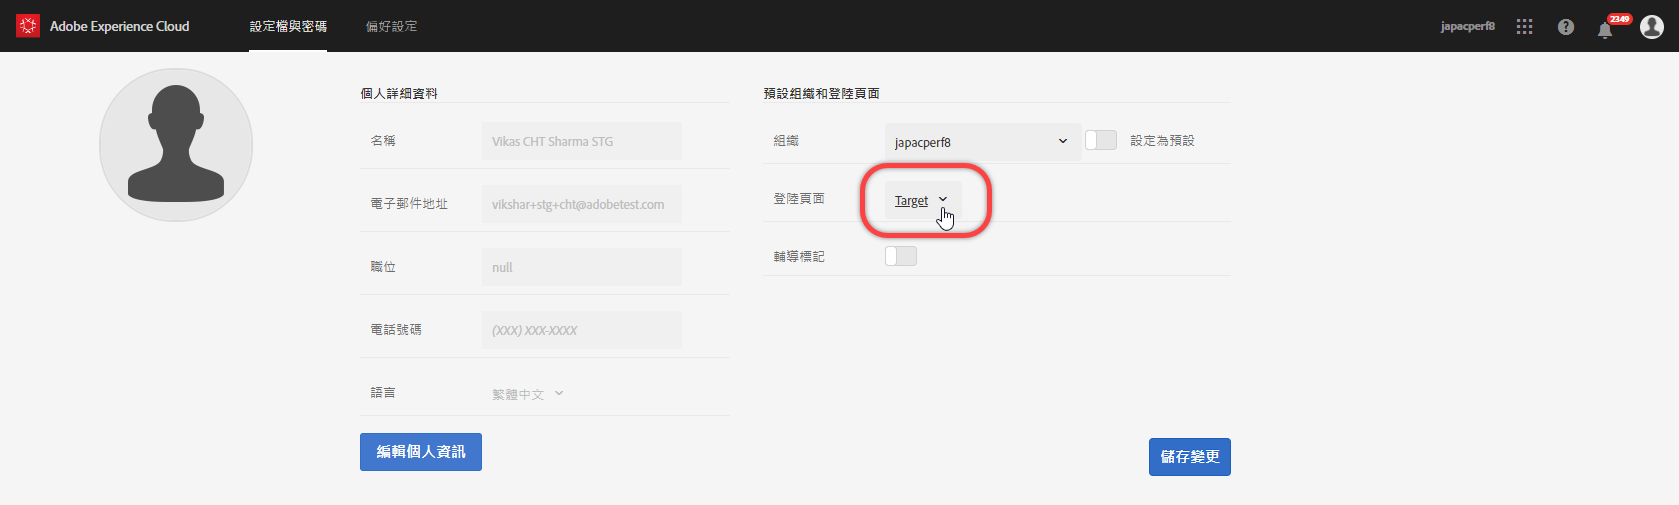 Adobe Experience Cloud 設定檔與密碼 偏好設定 japacperf8 2349
個人詳細資料
名稱 Vikas CHT Sharma STG
電子郵件地址 vikshar+stg+cht@adobetest.com
職位 null
電話號碼 (XXX) XXX-XXXX
語言 繁體中文
編輯個人資訊
預設組織和登陸頁面
組織 japacperf8 設定為預設
登陸頁面 Target
輔導標記
儲存變更